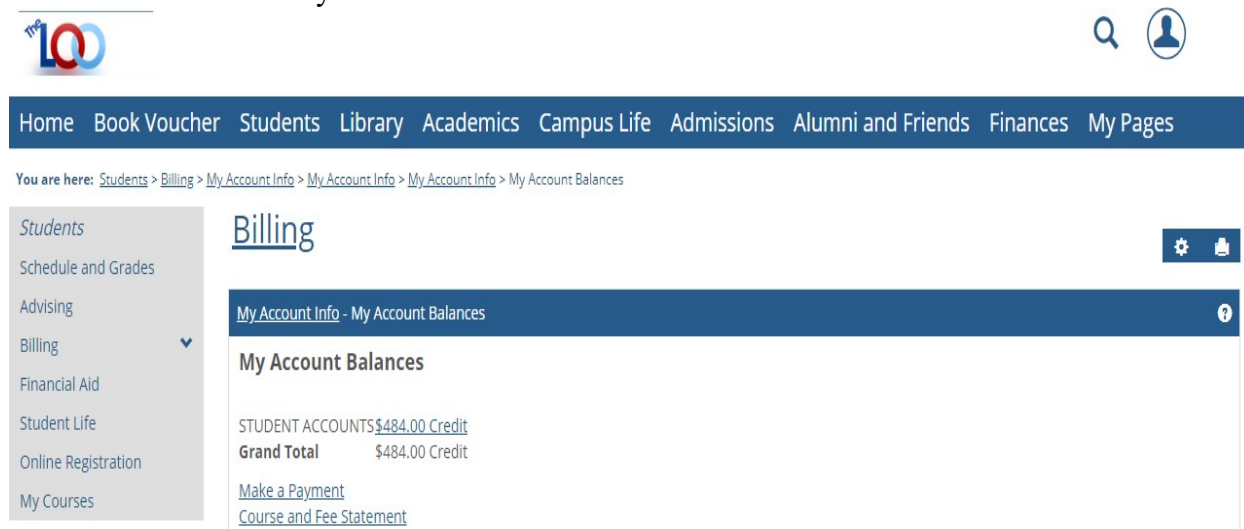 The 100
Home Book Voucher Students Library Academics Campus Life Admissions Alumni and Friends Finances My Pages
You are here: Students > Billing > My Account Info > My Account Info > My Account Info > My Account Balances
Students
Schedule and Grades
Advising
Billing
Financial Aid
Student Life
Online Registration
My Courses
Billing
My Account Info - My Account Balances
My Account Balances
STUDENT ACCOUNTS $484.00 Credit
Grand Total $484.00 Credit
Make a Payment
Course and Fee Statement